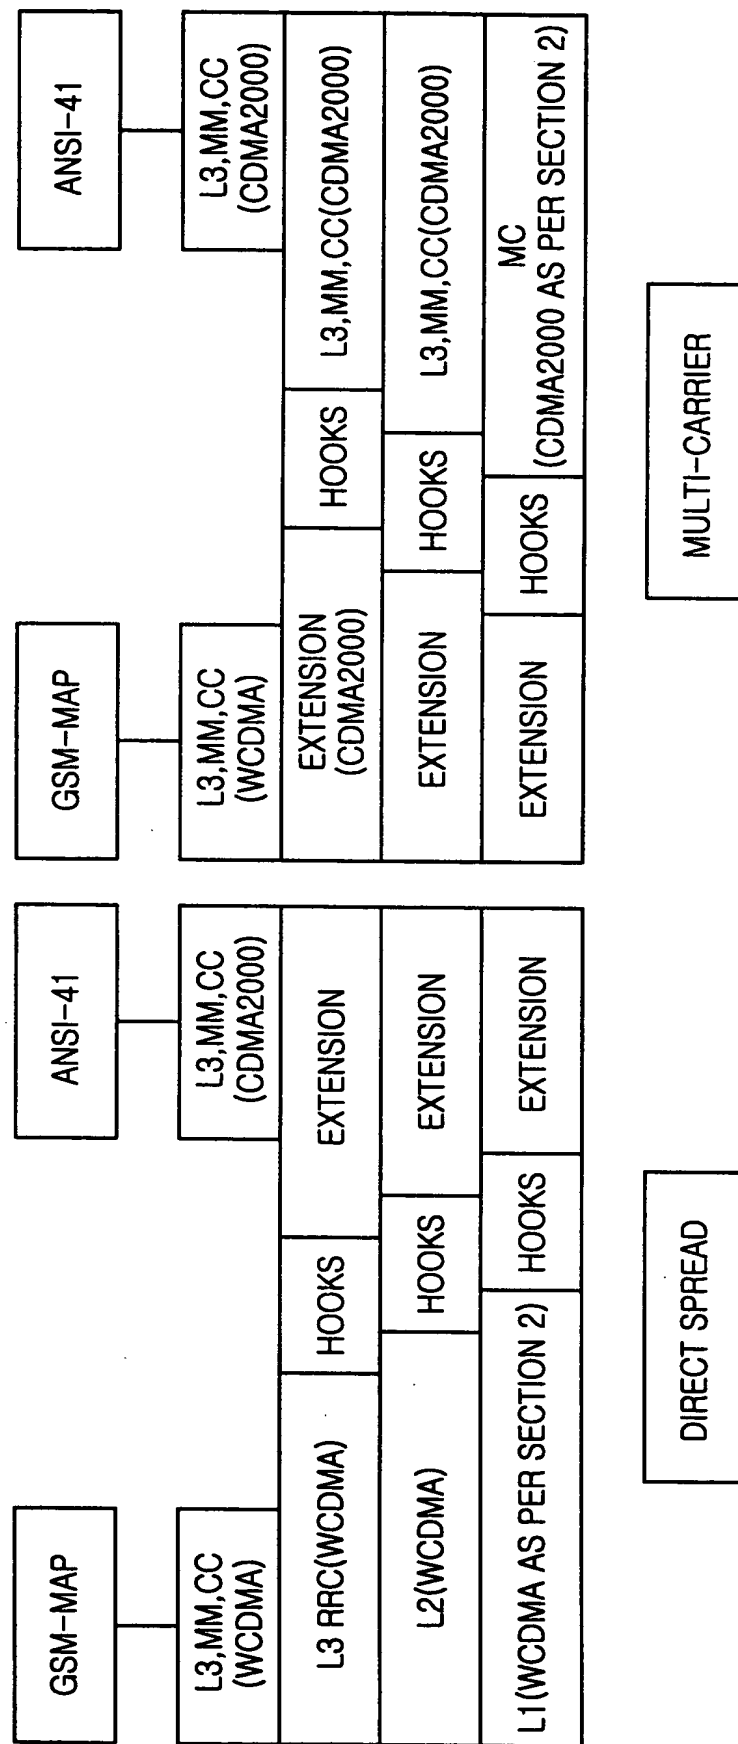 GSM-MAP
ANSI-41
GSM-MAP
ANSI-41
L3,MM,CC
(WCDMA)
L3,MM,CC
(CDMA2000)
L3,MM,CC
(WCDMA)
L3,MM,CC
(CDMA2000)
L3 RRC(WCDMA)
HOOKS
EXTENSION
EXTENSION
(CDMA2000)
HOOKS
L3,MM,CC(CDMA2000)
L2(WCDMA)
HOOKS
EXTENSION
EXTENSION
HOOKS
L3,MM,CC(CDMA2000)
L1(WCDMA AS PER SECTION 2)
HOOKS
EXTENSION
EXTENSION
HOOKS
MC
(CDMA2000 AS PER SECTION 2)
DIRECT SPREAD
MULTI-CARRIER